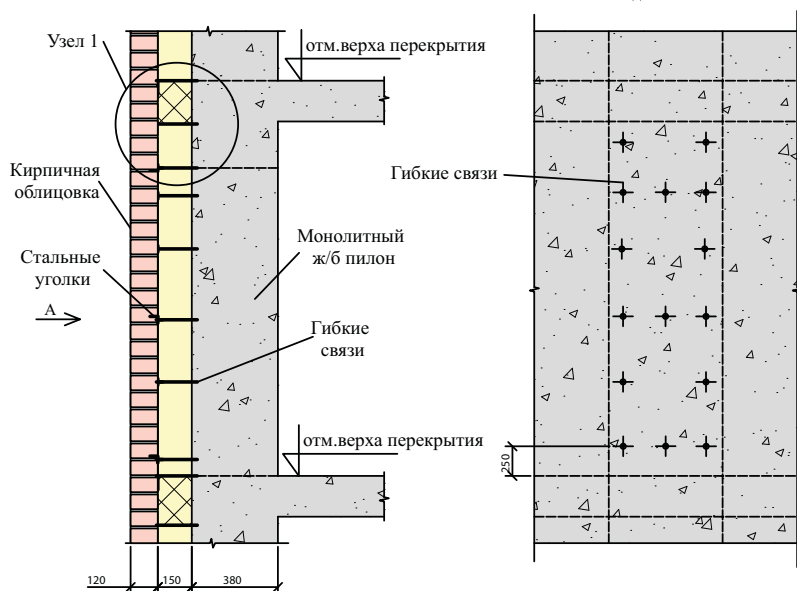 Узел 1
отм.верха перекрытия
Кирпичная
облицовка
Гибкие связи
Монолитный
ж/б пилон
Стальные
уголки
А
Гибкие
связи
отм.верха перекрытия
250
120
150
380